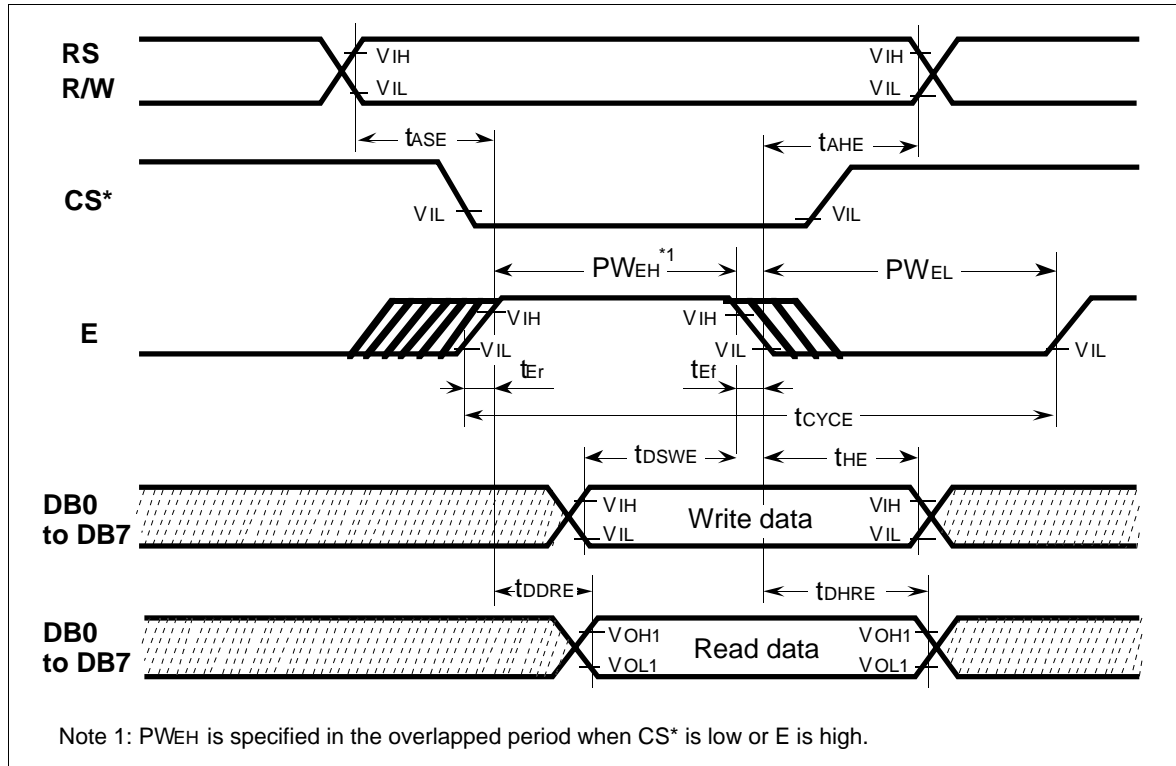 RS
VIH
VIH
R/W
VIL
VIL
tASE
tAHE
CS*
VIL
VIL
PWEH*1
PWEL
E
VIH
VIH
VIL
VIL
VIL
tEr
tEf
tCYCE
tDSWE
tHE
DB0
to DB7
VIH
Write data
VIH
VIL
VIL
tDDRE
tDHRE
DB0
to DB7
VOH1
Read data
VOH1
VOL1
VOL1
Note 1: PWEH is specified in the overlapped period when CS* is low or E is high.